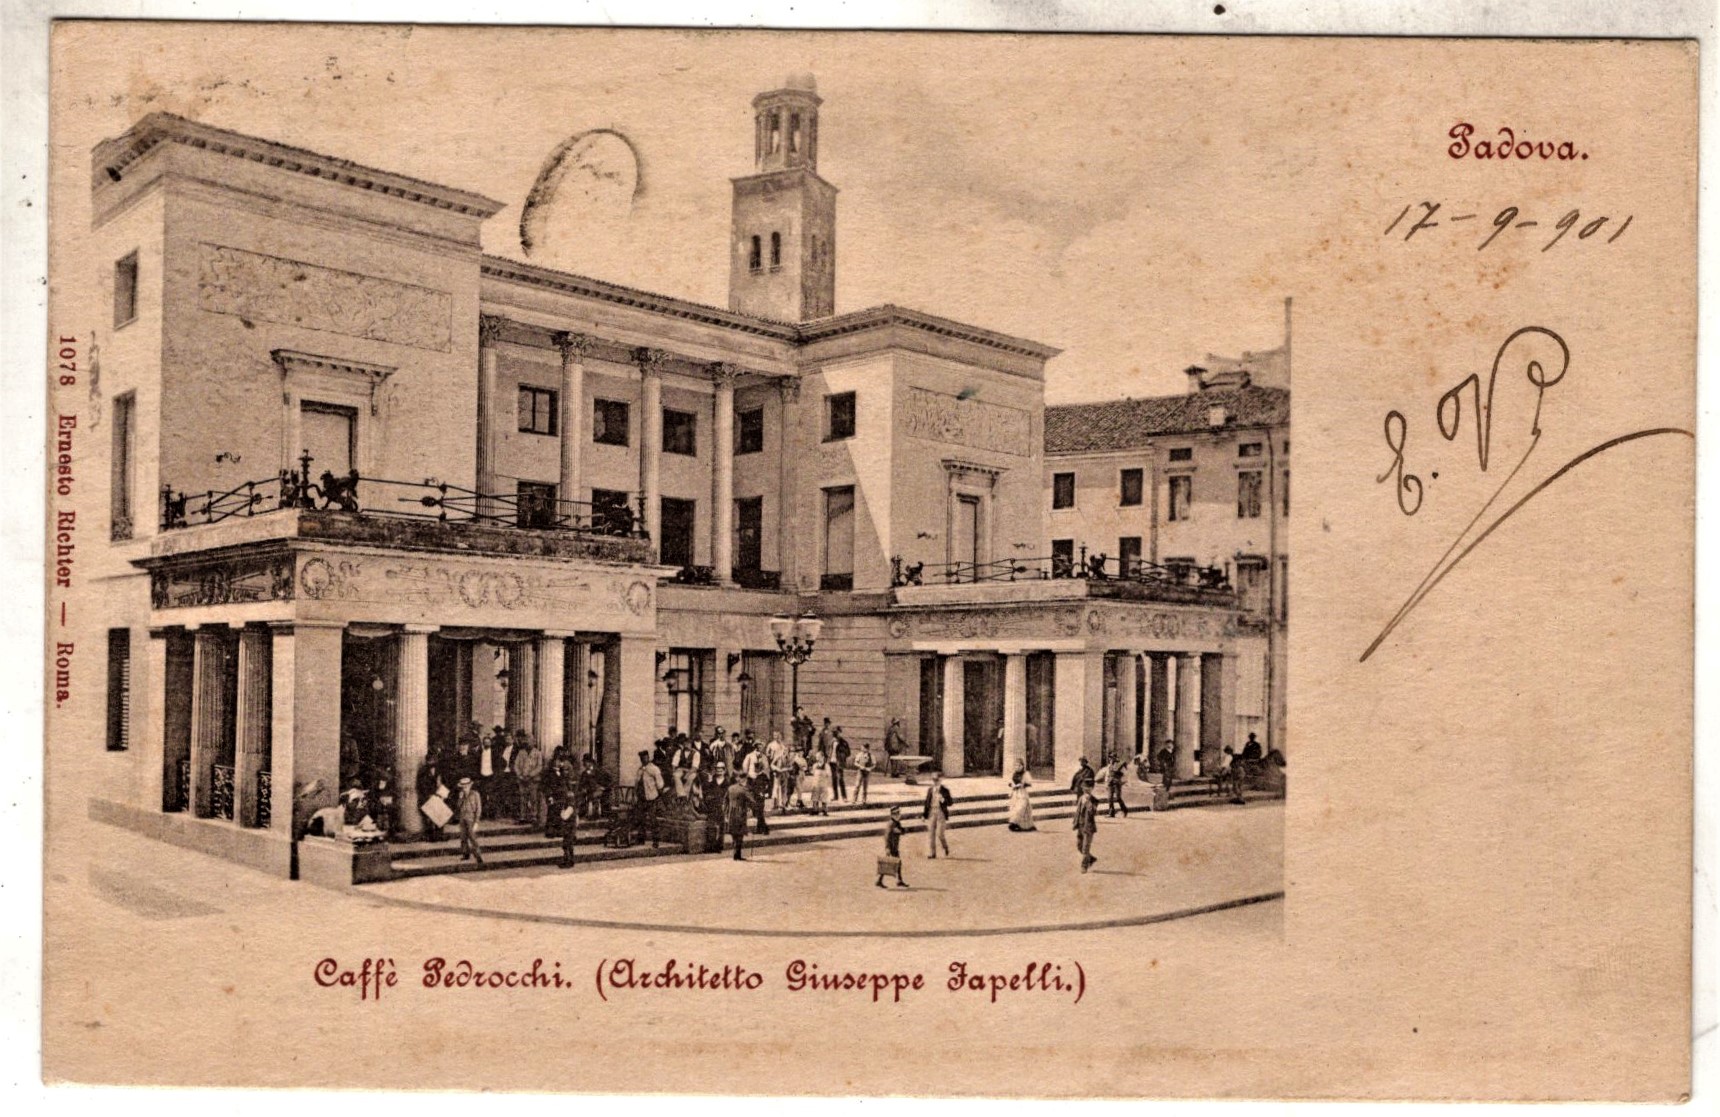 Padova.
17-9-901
Caffè Pedrocchi. (Architetto Giuseppe Japelli.)
1078 Ernesto Richter — Roma.